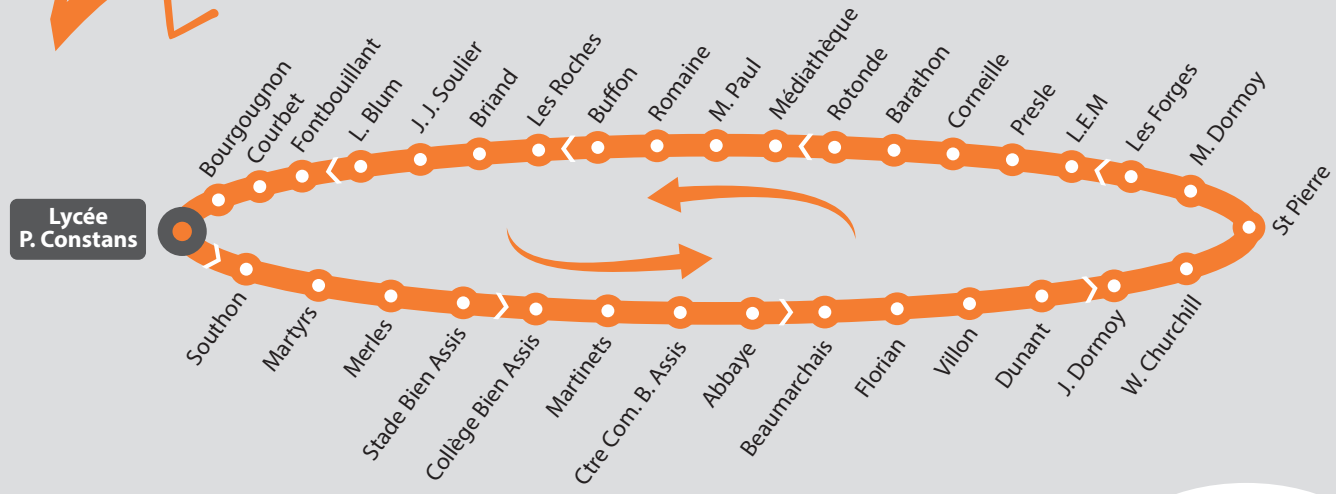 Bourgougnon
Courbet
Fontbouillant
L. Blum
J. J. Soulier
Briand
Les Roches
Buffon
Romaine
M. Paul
Médiathèque
Rotonde
Barathon
Corneille
Presle
L.E.M
Les Forges
M. Dormoy
St Pierre
Lycée
P. Constans
Southon
Martyrs
Merles
Stade Bien Assis
Collège Bien Assis
Martinets
Ctre Com. B. Assis
Abbaye
Beaumarchais
Florian
Villon
Dunant
J. Dormoy
W. Churchill